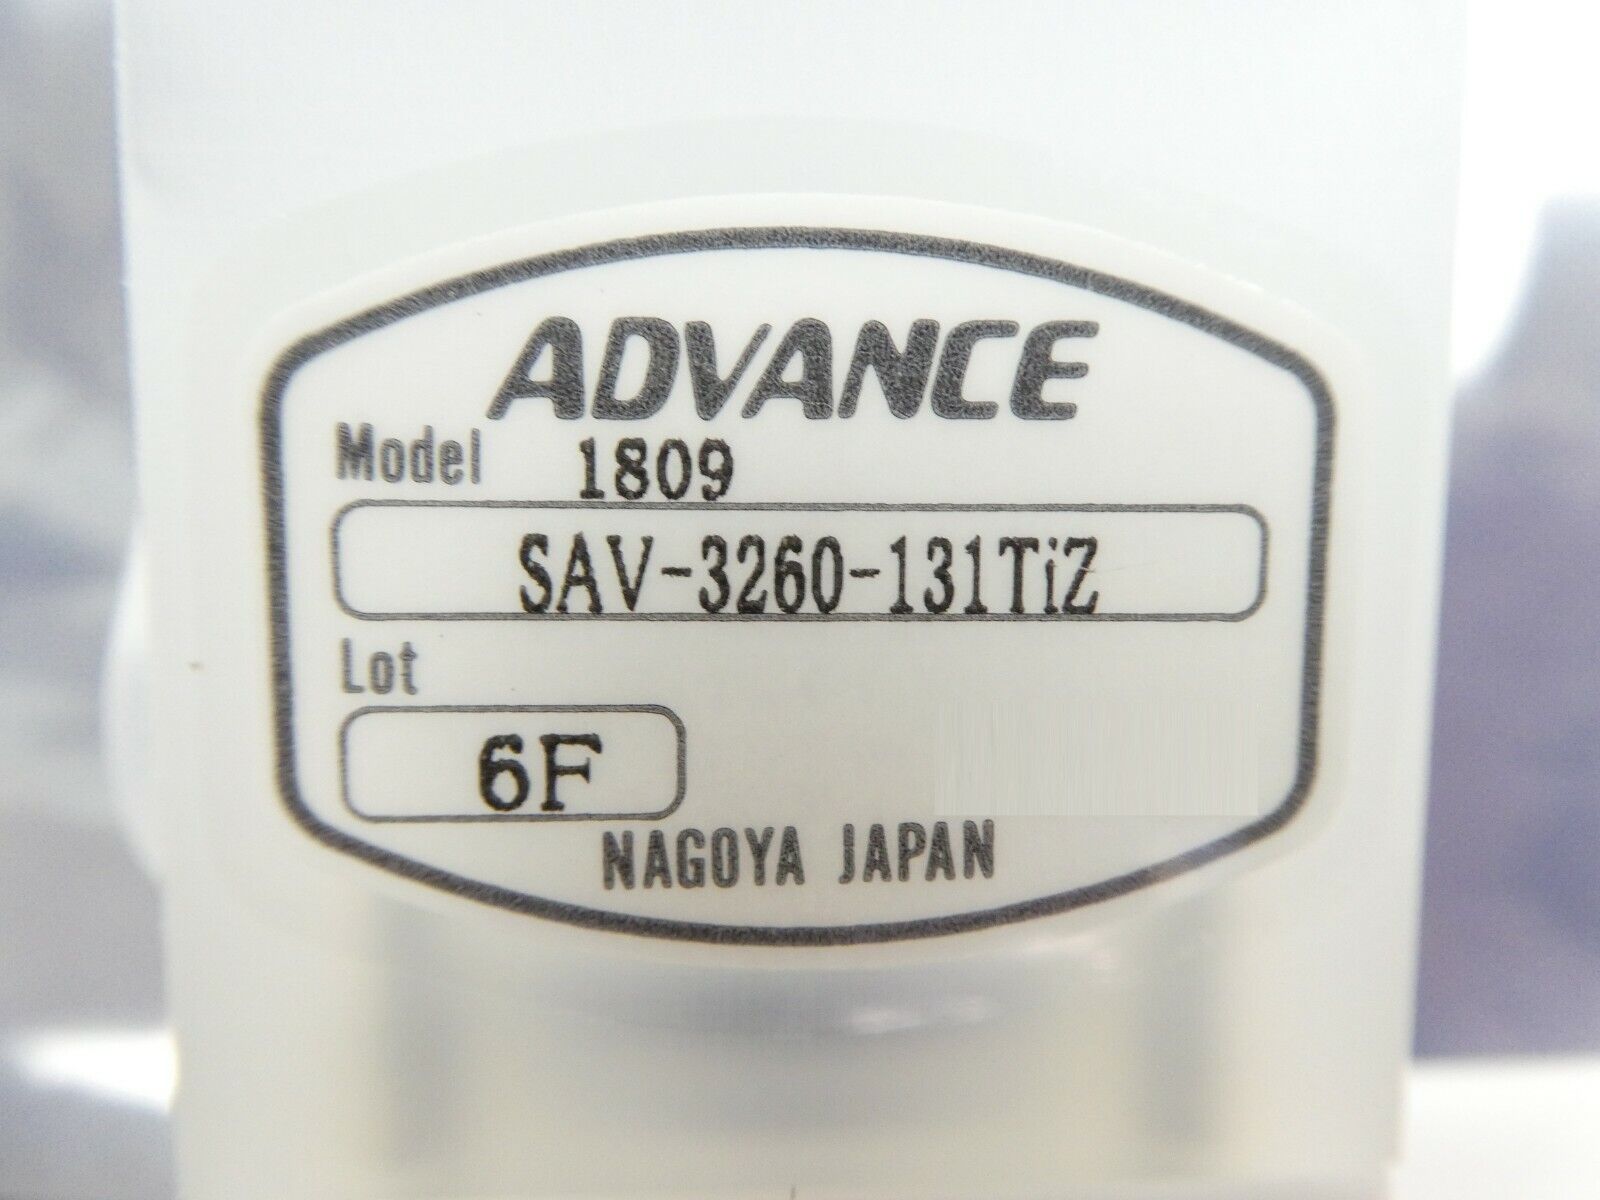 ADVANCE
Model 1809
SAV-3260-131TiZ
Lot
6F
NAGOYA JAPAN